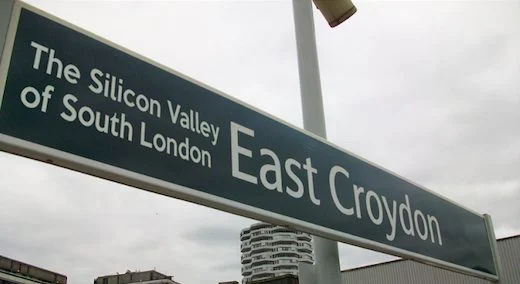 The Silicon Valley
of South London
East Croydon